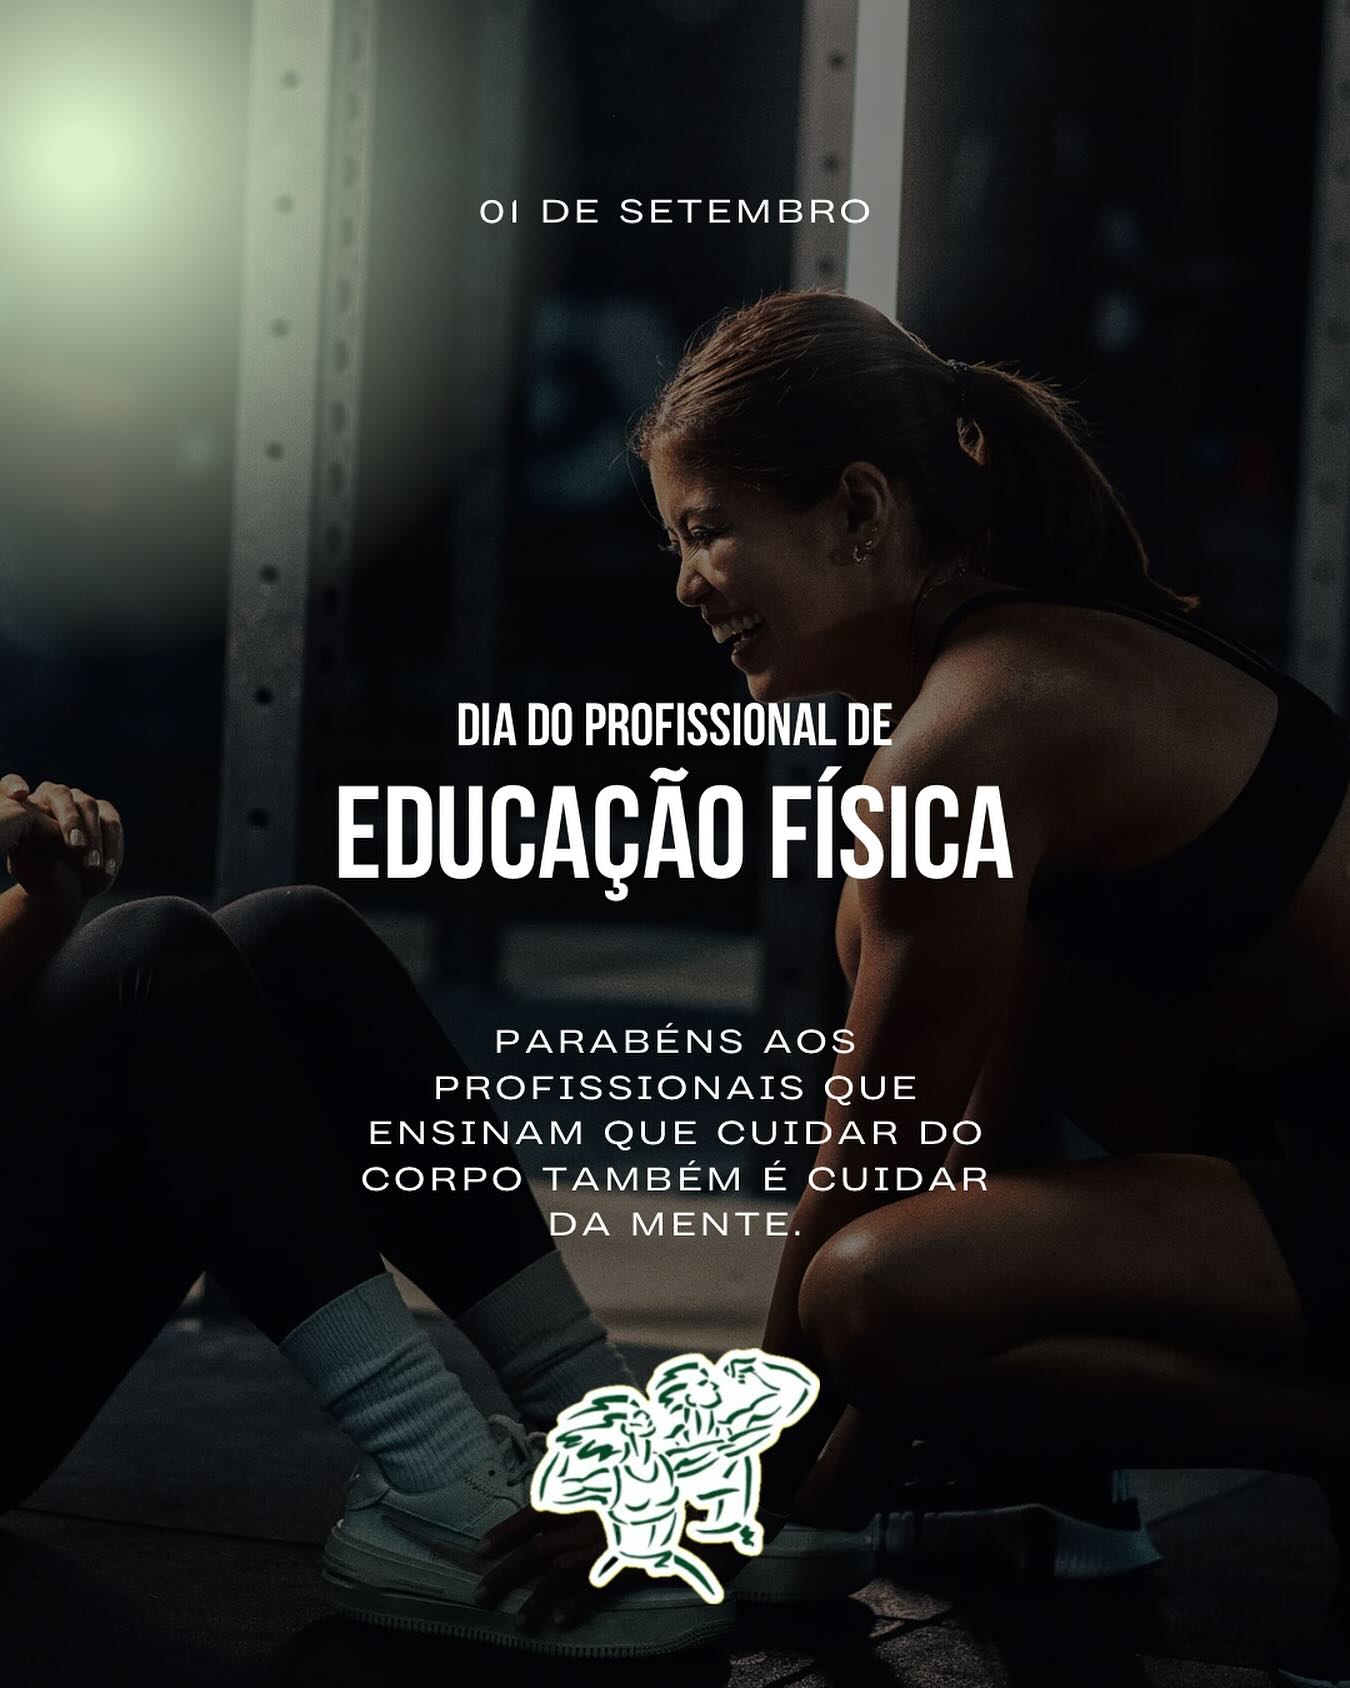 01 DE SETEMBRO
DIA DO PROFISSIONAL DE
EDUCAÇÃO FÍSICA
PARABÉNS AOS
PROFISSIONAIS QUE
ENSINAM QUE CUIDAR DO
CORPO TAMBÉM É CUIDAR
DA MENTE.